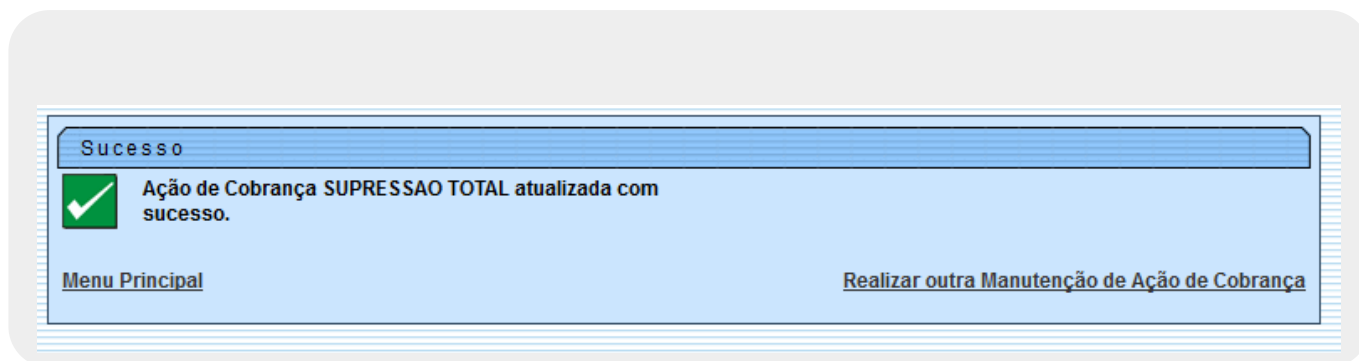 Sucesso
Ação de Cobrança SUPRESSAO TOTAL atualizada com
sucesso.
Menu Principal
Realizar outra Manutenção de Ação de Cobrança